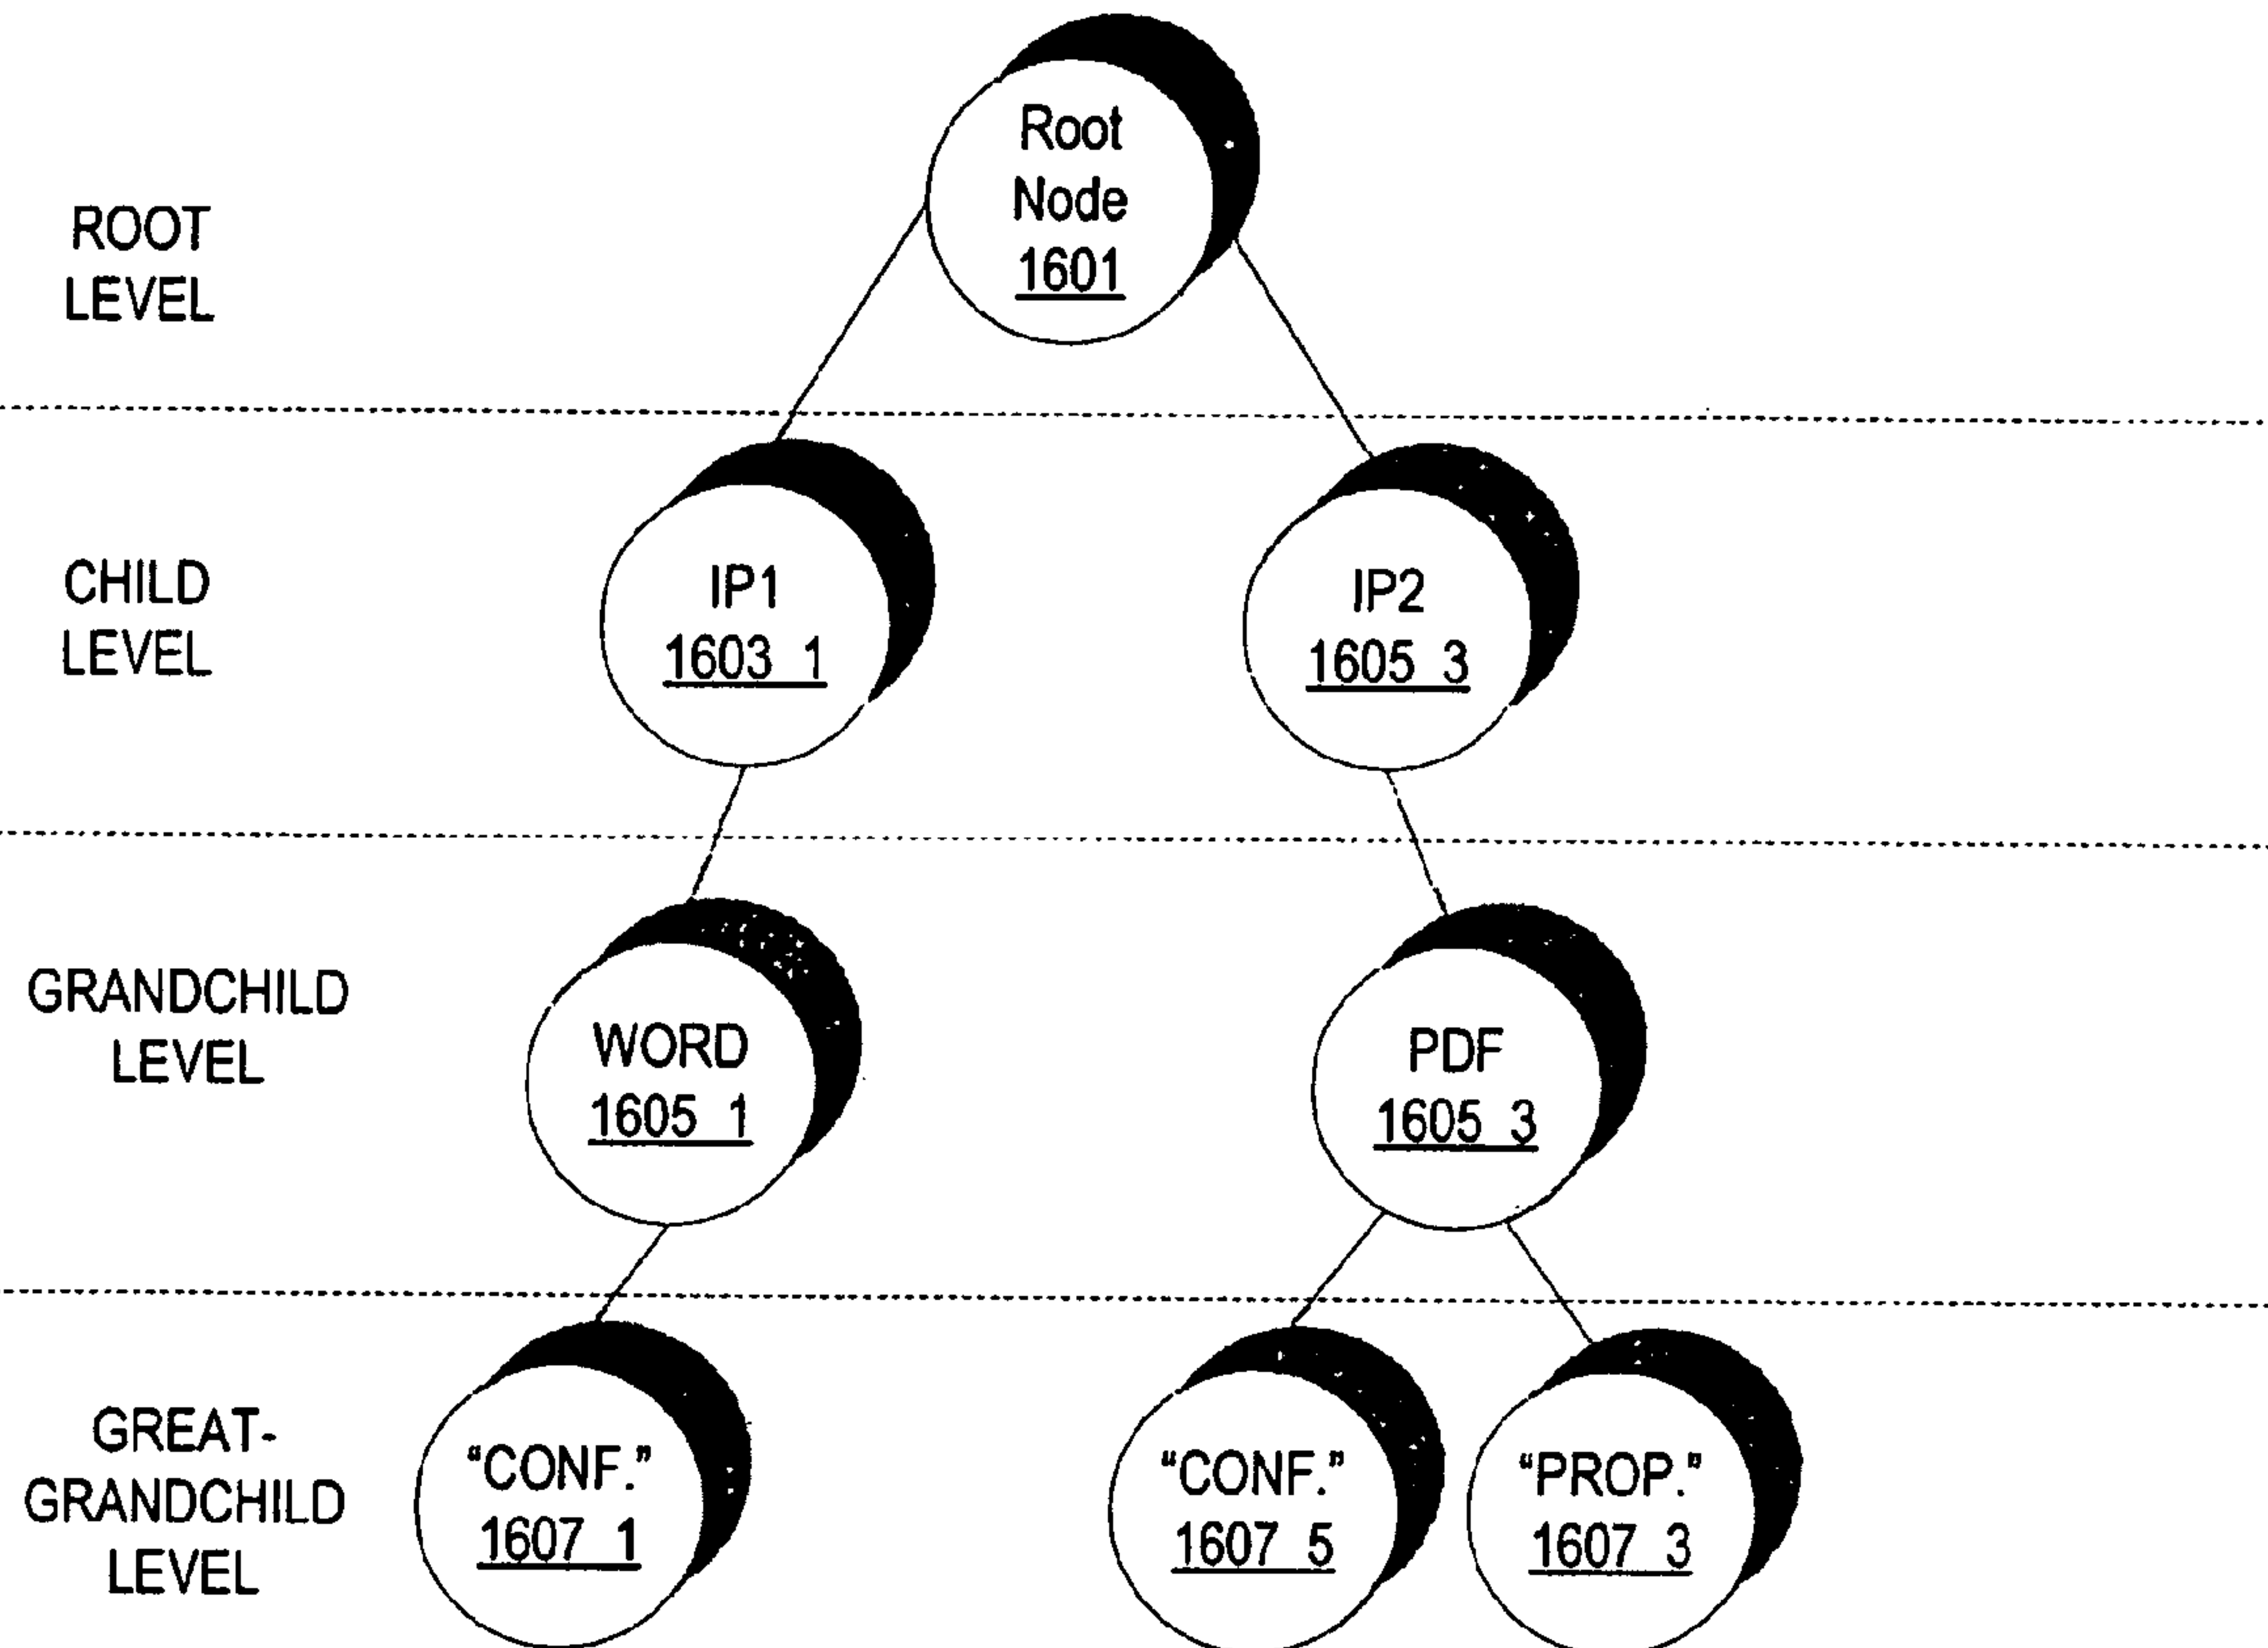 ROOT
LEVEL
Root
Node
1601
CHILD
LEVEL
IP1
1603_1
IP2
1605_3
GRANDCHILD
LEVEL
WORD
1605_1
PDF
1605_3
GREAT-
GRANDCHILD
LEVEL
"CONF."
1607_1
"CONF."
1607_5
"PROP."
1607_3